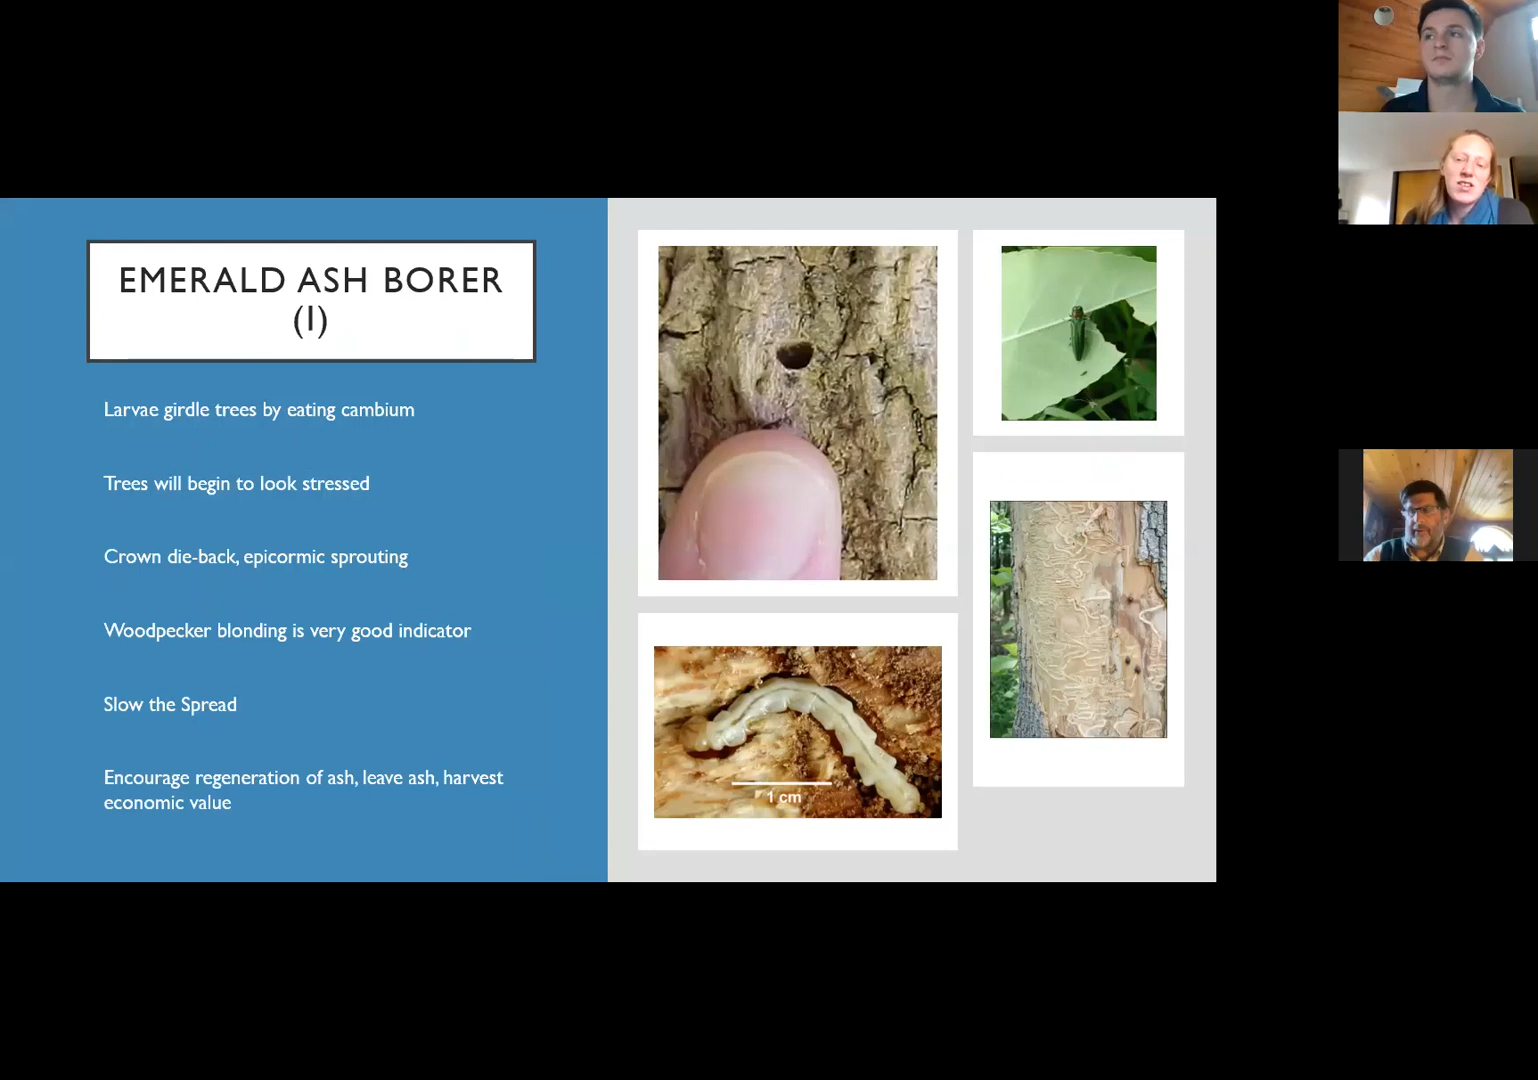 EMERALD ASH BORER
(I)
Larvae girdle trees by eating cambium
Trees will begin to look stressed
Crown die-back, epicormic sprouting
Woodpecker blonding is very good indicator
Slow the Spread
Encourage regeneration of ash, leave ash, harvest
economic value
1 cm